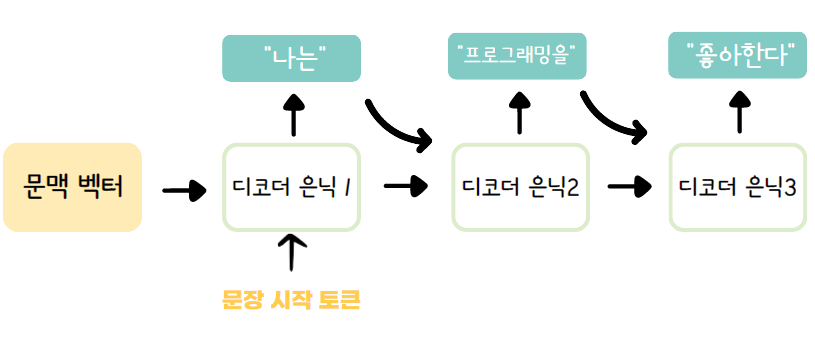 "나는"
"프로그래밍을"
"좋아한다"
문맥 벡터
디코더 은닉 1
디코더 은닉2
디코더 은닉3
문장 시작 토큰